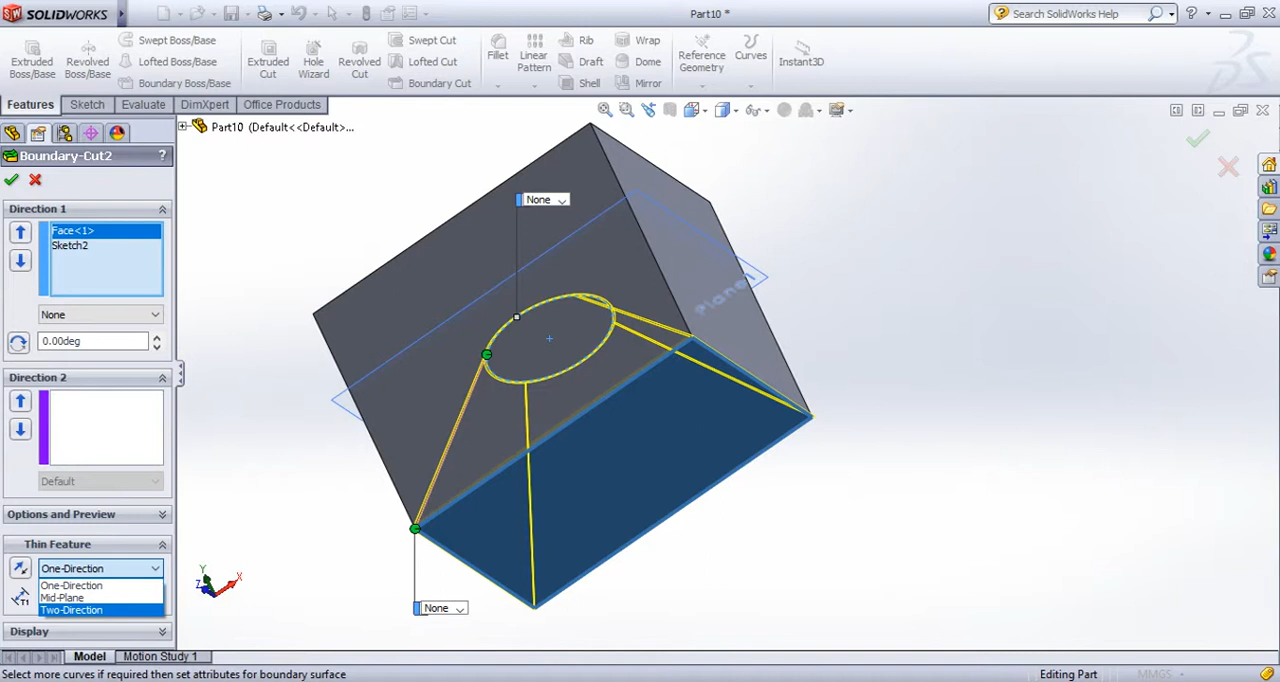 SOLIDWORKS
Part10 *
Search SolidWorks Help
Extruded Boss/Base
Revolved Boss/Base
Swept Boss/Base
Lofted Boss/Base
Boundary Boss/Base
Extruded Cut
Hole Wizard
Revolved Cut
Swept Cut
Lofted Cut
Boundary Cut
Fillet
Linear Pattern
Rib
Draft
Shell
Wrap
Dome
Mirror
Reference Geometry
Curves
Instant3D
Features
Sketch
Evaluate
DimXpert
Office Products
Part10 (Default<<Default>...
Boundary-Cut2
?
Direction 1
Face<1>
Sketch2
None
0.00deg
Direction 2
Default
Options and Preview
Thin Feature
One-Direction
One-Direction
Mid-Plane
Two-Direction
T1
Display
None
Plane1
None
Y
Z
X
Model
Motion Study 1
Select more curves if required then set attributes for boundary surface
Editing Part
MMGS